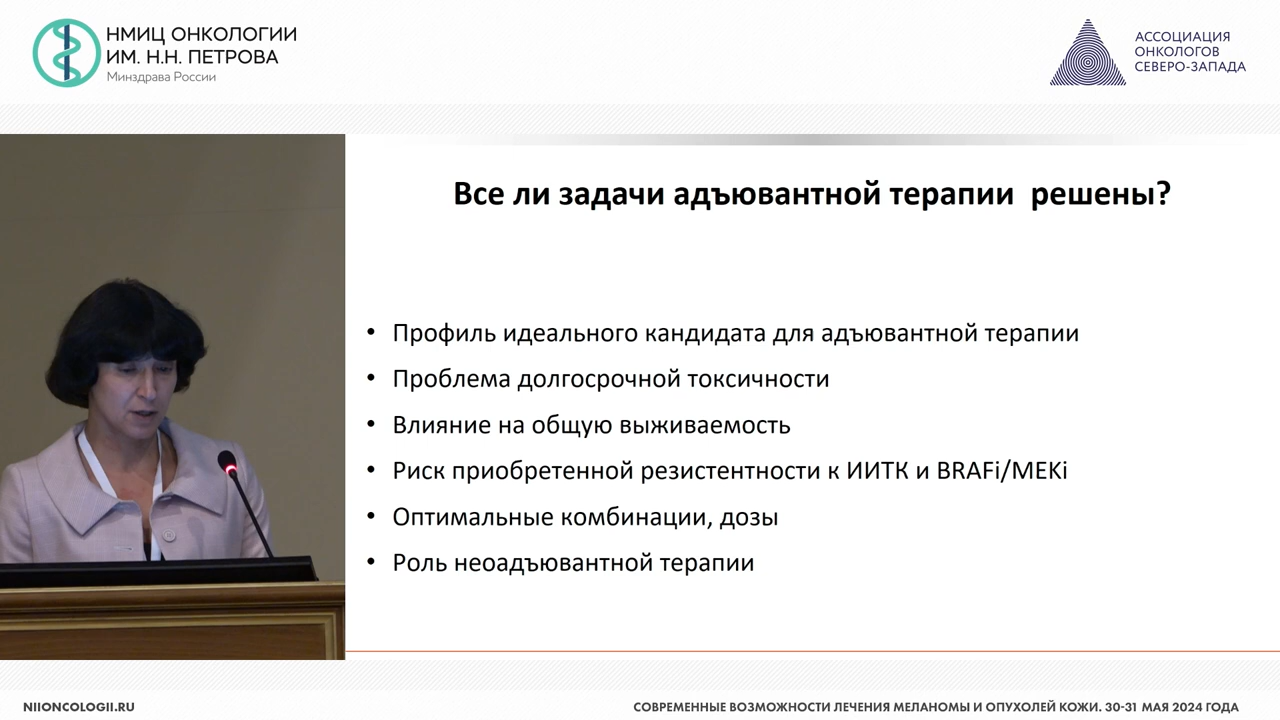 НМИЦ ОНКОЛОГИИ
ИМ. Н.Н. ПЕТРОВА
Минздрава России
АССОЦИАЦИЯ
ОНКОЛОГОВ
СЕВЕРО-ЗАПАДА
Все ли задачи адъювантной терапии решены?
• Профиль идеального кандидата для адъювантной терапии
• Проблема долгосрочной токсичности
• Влияние на общую выживаемость
• Риск приобретенной резистентности к ИИТК и BRAFi/MEKi
• Оптимальные комбинации, дозы
• Роль неоадъювантной терапии
NIIONCOLOGII.RU
СОВРЕМЕННЫЕ ВОЗМОЖНОСТИ ЛЕЧЕНИЯ МЕЛАНОМЫ И ОПУХОЛЕЙ КОЖИ. 30-31 МАЯ 2024 ГОДА